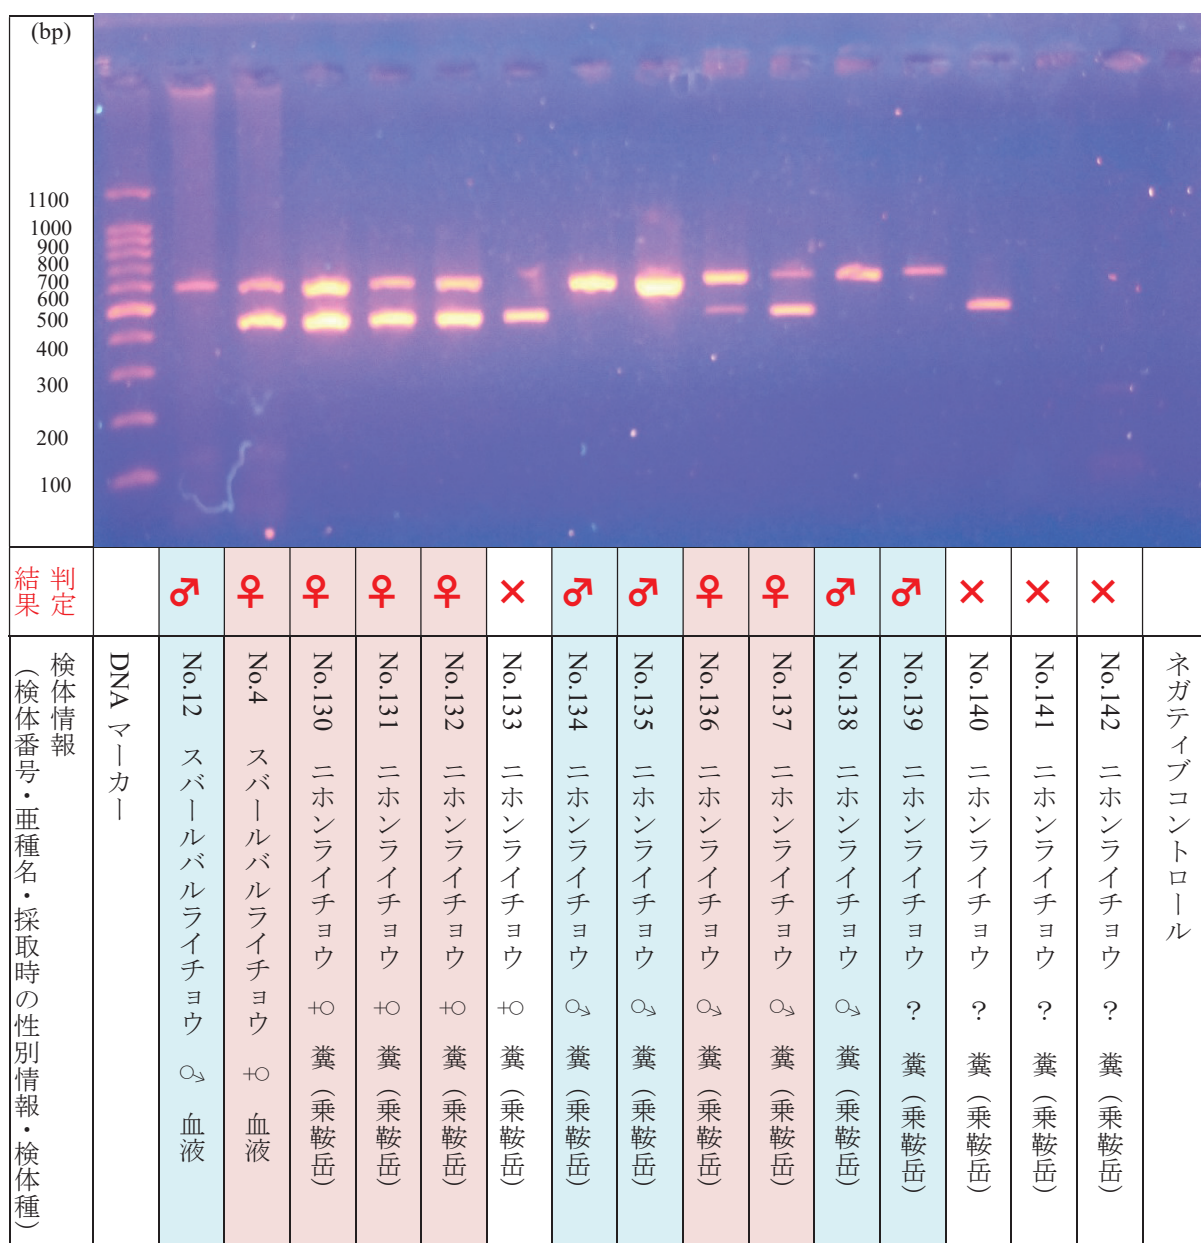 (bp)
1100
1000
900
800
700
600
500
400
300
200
100
判定
結果
♂
♀
♀
♀
♀
×
♂
♂
♀
♀
♂
♂
×
×
×
検体情報
（検体番号・亜種名・採取時の性別情報・検体種）
DNA マーカー
No.12 スバールバルライチョウ ♂ 血液
No.4 スバールバルライチョウ ♀ 血液
No.130 ニホンライチョウ ♀ 糞（乗鞍岳）
No.131 ニホンライチョウ ♀ 糞（乗鞍岳）
No.132 ニホンライチョウ ♀ 糞（乗鞍岳）
No.133 ニホンライチョウ ♀ 糞（乗鞍岳）
No.134 ニホンライチョウ ♂ 糞（乗鞍岳）
No.135 ニホンライチョウ ♂ 糞（乗鞍岳）
No.136 ニホンライチョウ ♂ 糞（乗鞍岳）
No.137 ニホンライチョウ ♂ 糞（乗鞍岳）
No.138 ニホンライチョウ ♂ 糞（乗鞍岳）
No.139 ニホンライチョウ ? 糞（乗鞍岳）
No.140 ニホンライチョウ ? 糞（乗鞍岳）
No.141 ニホンライチョウ ? 糞（乗鞍岳）
No.142 ニホンライチョウ ? 糞（乗鞍岳）
ネガティブコントロール